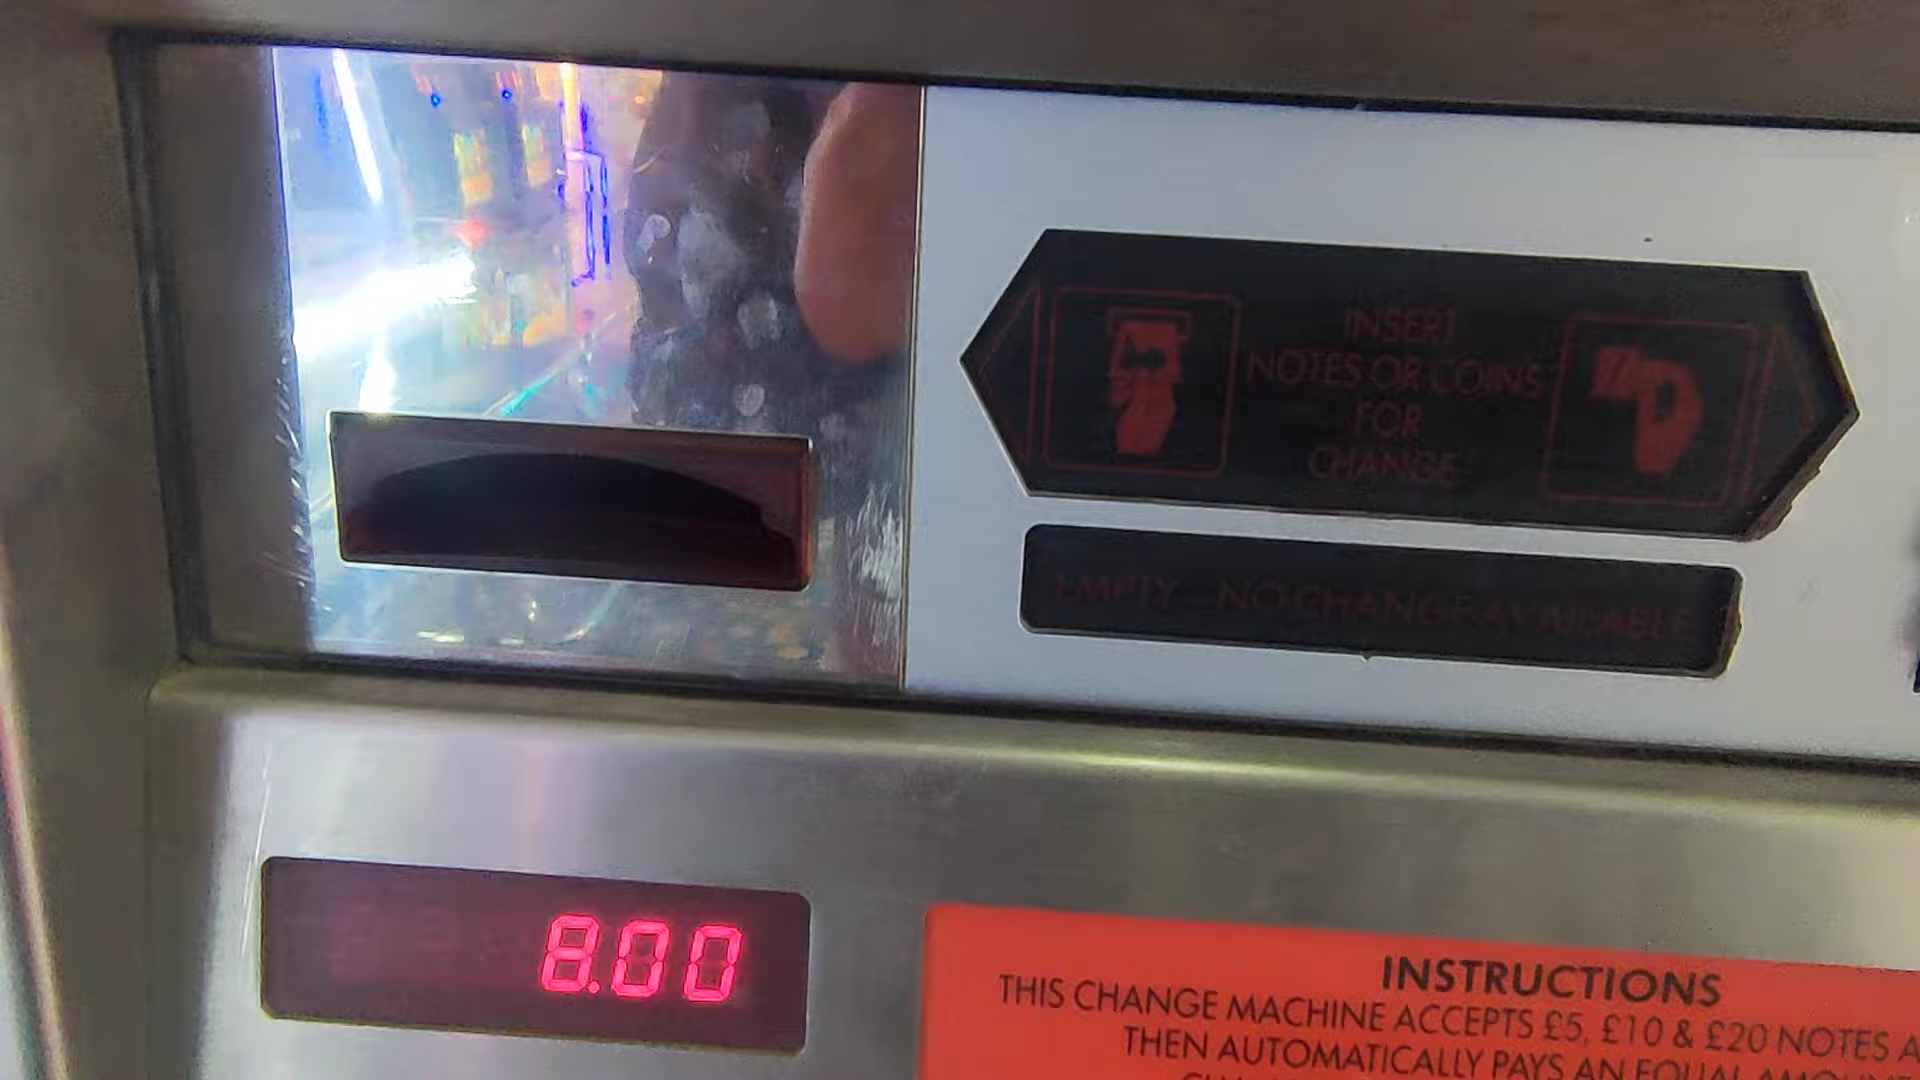 INSERT
NOTES OR COINS
FOR
CHANGE
EMPTY NO CHANGE AVAILABLE
8.00
INSTRUCTIONS
THIS CHANGE MACHINE ACCEPTS £5, £10 & £20 NOTES
THEN AUTOMATICALLY PAYS AN EQUAL